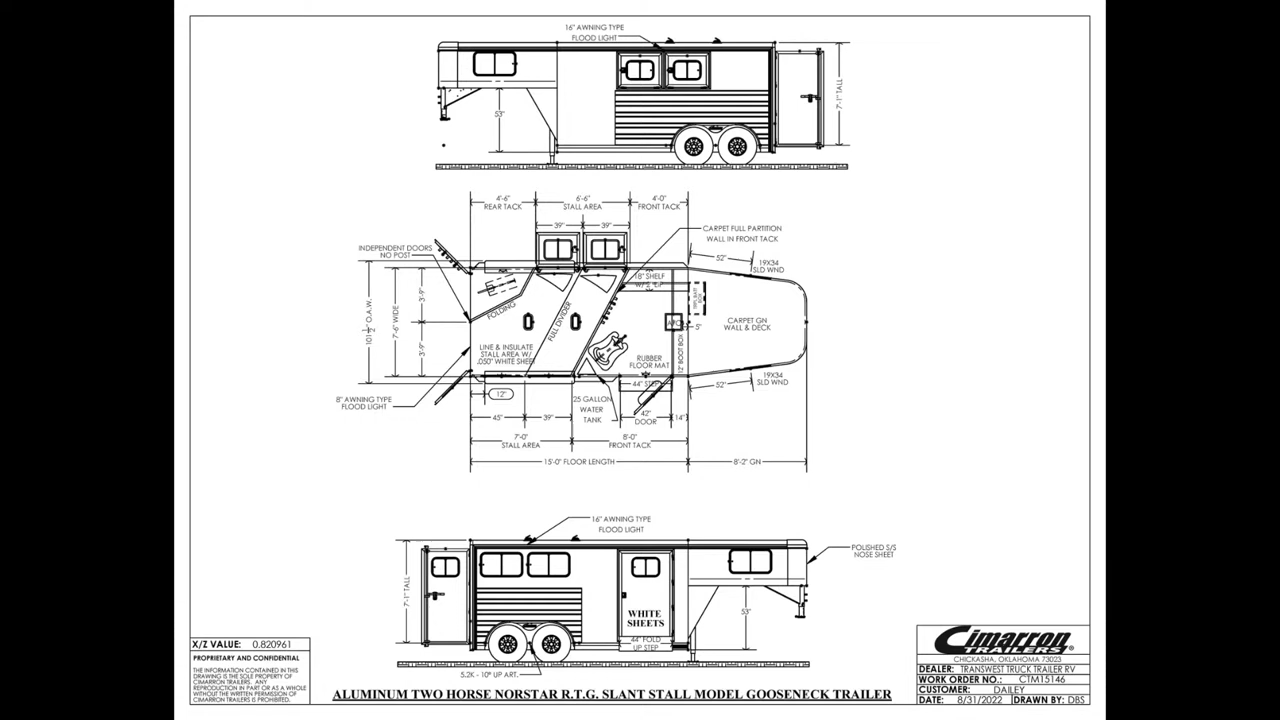 16" AWNING TYPE
FLOOD LIGHT
53"
7'-1" TALL
4'-6"
REAR TACK
6'-6"
STALL AREA
4'-0"
FRONT TACK
39"
39"
CARPET FULL PARTITION
WALL IN FRONT TACK
INDEPENDENT DOORS
NO POST
52"
19X34
SLD WND
18" SHELF
FOLDING
FULL DIVIDER
3'-9"
3'-9"
101 1/2" O.A.W.
7'-6" WIDE
5"
CARPET GN
WALL & DECK
LINE & INSULATE
STALL AREA W/
.050" WHITE SHEET
RUBBER
FLOOR MAT
12" BOOT BOX
19X34
SLD WND
52"
44" STEP
8" AWNING TYPE
FLOOD LIGHT
12"
25 GALLON
WATER
TANK
42"
DOOR
14"
45"
39"
7'-0"
STALL AREA
8'-0"
FRONT TACK
15'-0" FLOOR LENGTH
8'-2" GN
16" AWNING TYPE
FLOOD LIGHT
POLISHED S/S
NOSE SHEET
7'-1" TALL
53"
WHITE
SHEETS
44" FOLD
UP STEP
5.2K - 10° UP ART.
ALUMINUM TWO HORSE NORSTAR R.T.G. SLANT STALL MODEL GOOSENECK TRAILER
X/Z VALUE: 0.820961
PROPRIETARY AND CONFIDENTIAL
THE INFORMATION CONTAINED IN THIS
DRAWING IS THE SOLE PROPERTY OF
CIMARRON TRAILERS. ANY
REPRODUCTION IN PART OR AS A WHOLE
WITHOUT THE WRITTEN PERMISSION OF
CIMARRON TRAILERS IS PROHIBITED.
Cimarron
TRAILERS®
CHICKASHA, OKLAHOMA 73023
DEALER: TRANSWEST TRUCK TRAILER RV
WORK ORDER NO.: CTM15146
CUSTOMER: DAILEY
DATE: 8/31/2022 DRAWN BY: DBS